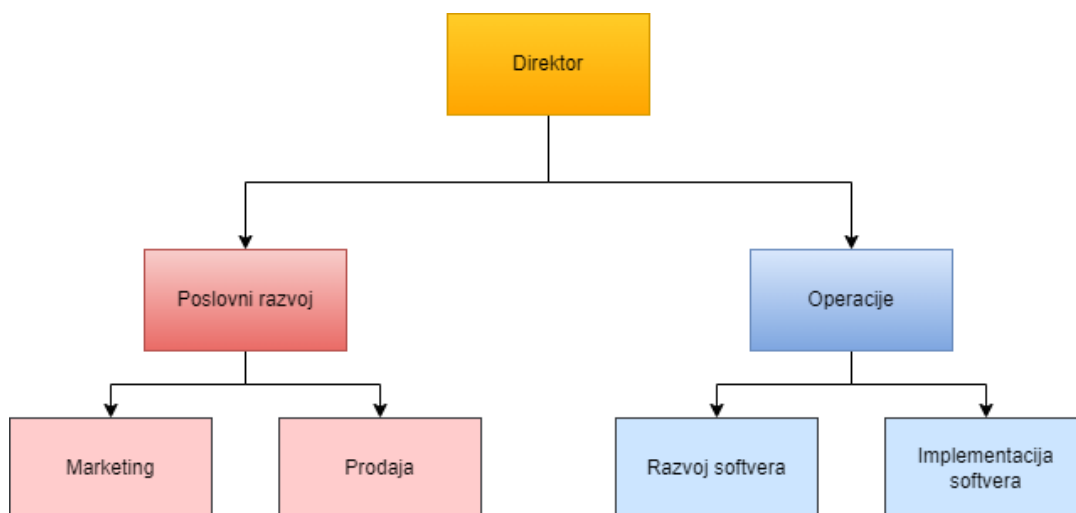 Direktor
Poslovni razvoj
Operacije
Marketing
Prodaja
Razvoj softvera
Implementacija
softvera